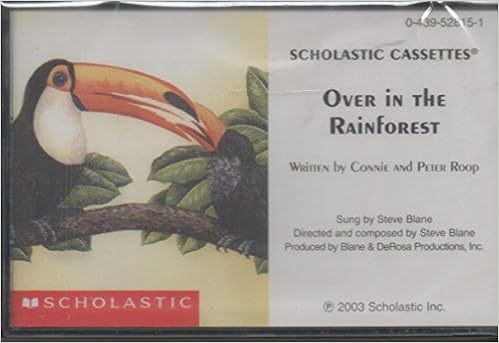 0-439-52815-1
SCHOLASTIC CASSETTES®
OVER IN THE
RAINFOREST
WRITTEN BY CONNIE AND PETER ROOP
Sung by Steve Blane
Directed and composed by Steve Blane
Produced by Blane & DeRosa Productions, Inc.
SCHOLASTIC
℗ 2003 Scholastic Inc.